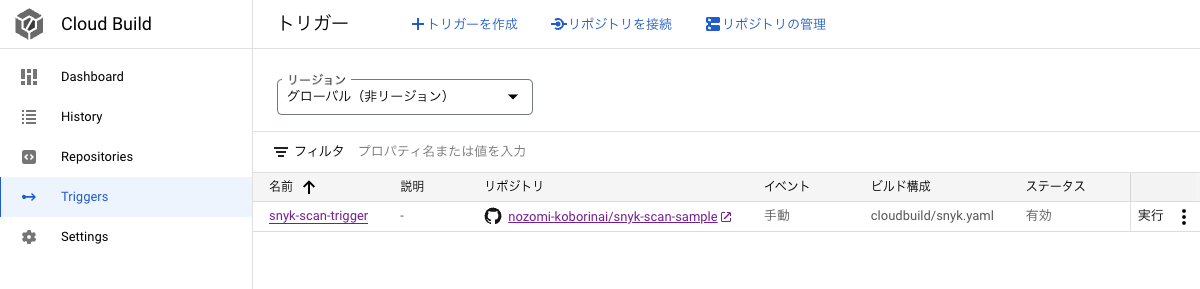 Cloud Build
トリガー
トリガーを作成
リポジトリを接続
リポジトリの管理
Dashboard
History
Repositories
Triggers
Settings
リージョン
グローバル（非リージョン）
フィルタ プロパティ名または値を入力
名前 説明 リポジトリ イベント ビルド構成 ステータス
snyk-scan-trigger - nozomi-koborinai/snyk-scan-sample 手動 cloudbuild/snyk.yaml 有効 実行